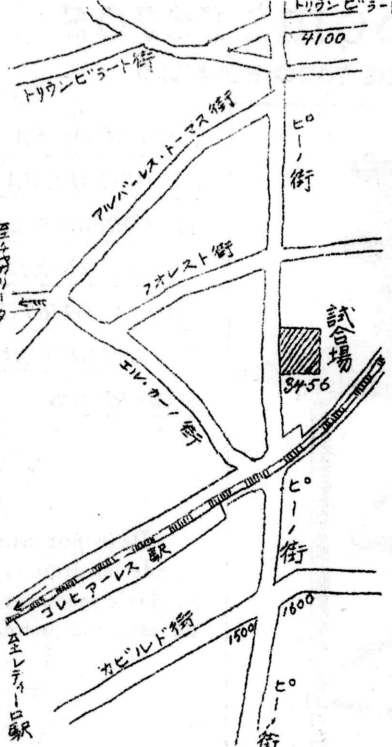 トリウンビラート街
4100
トリウンビラート街
ピーノ街
アルバーレス・トーマス街
フオレスト街
試合場
3456
エル・カーノ街
ピーノ街
コレヒアーレス駅
1600
1500
カビルド街
至レティーロ駅
ピーノ街